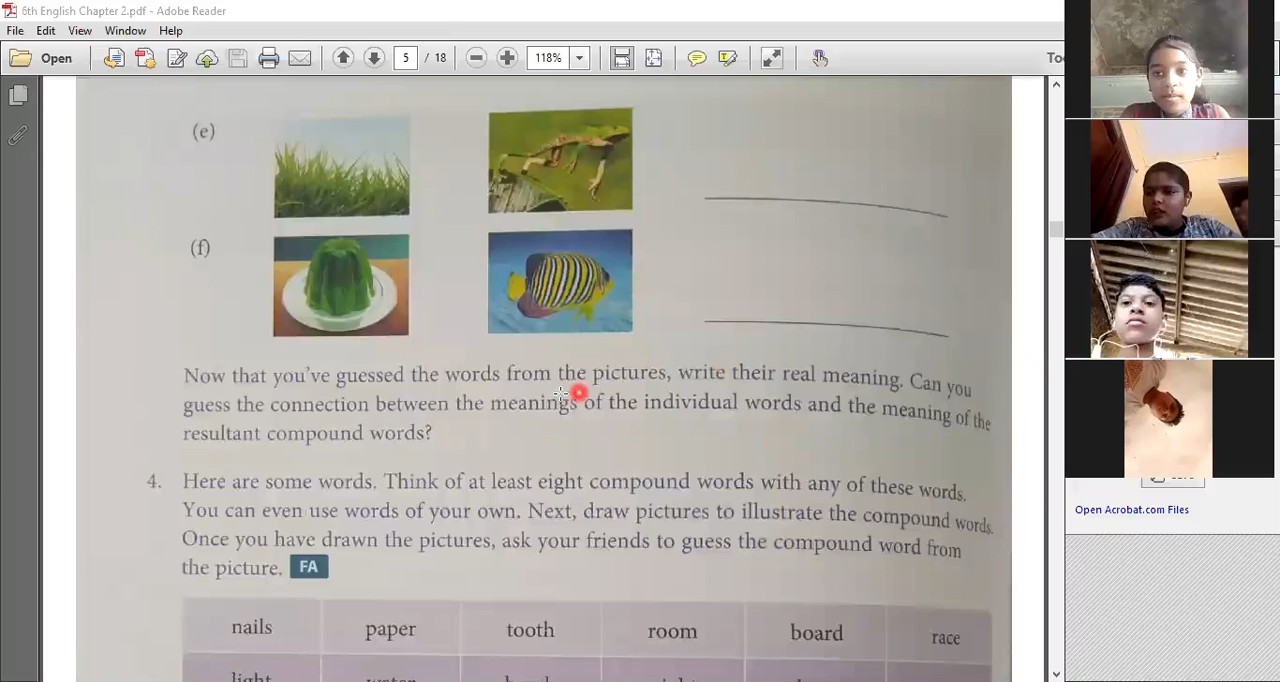 6th English Chapter 2.pdf - Adobe Reader
File Edit View Window Help
Open 5 / 18 118%
(e)
(f)
Now that you've guessed the words from the pictures, write their real meaning. Can you
guess the connection between the meanings of the individual words and the meaning of the
resultant compound words?
4. Here are some words. Think of at least eight compound words with any of these words.
You can even use words of your own. Next, draw pictures to illustrate the compound words.
Once you have drawn the pictures, ask your friends to guess the compound word from
the picture. FA
nails paper tooth room board race
light water
Open Acrobat.com Files